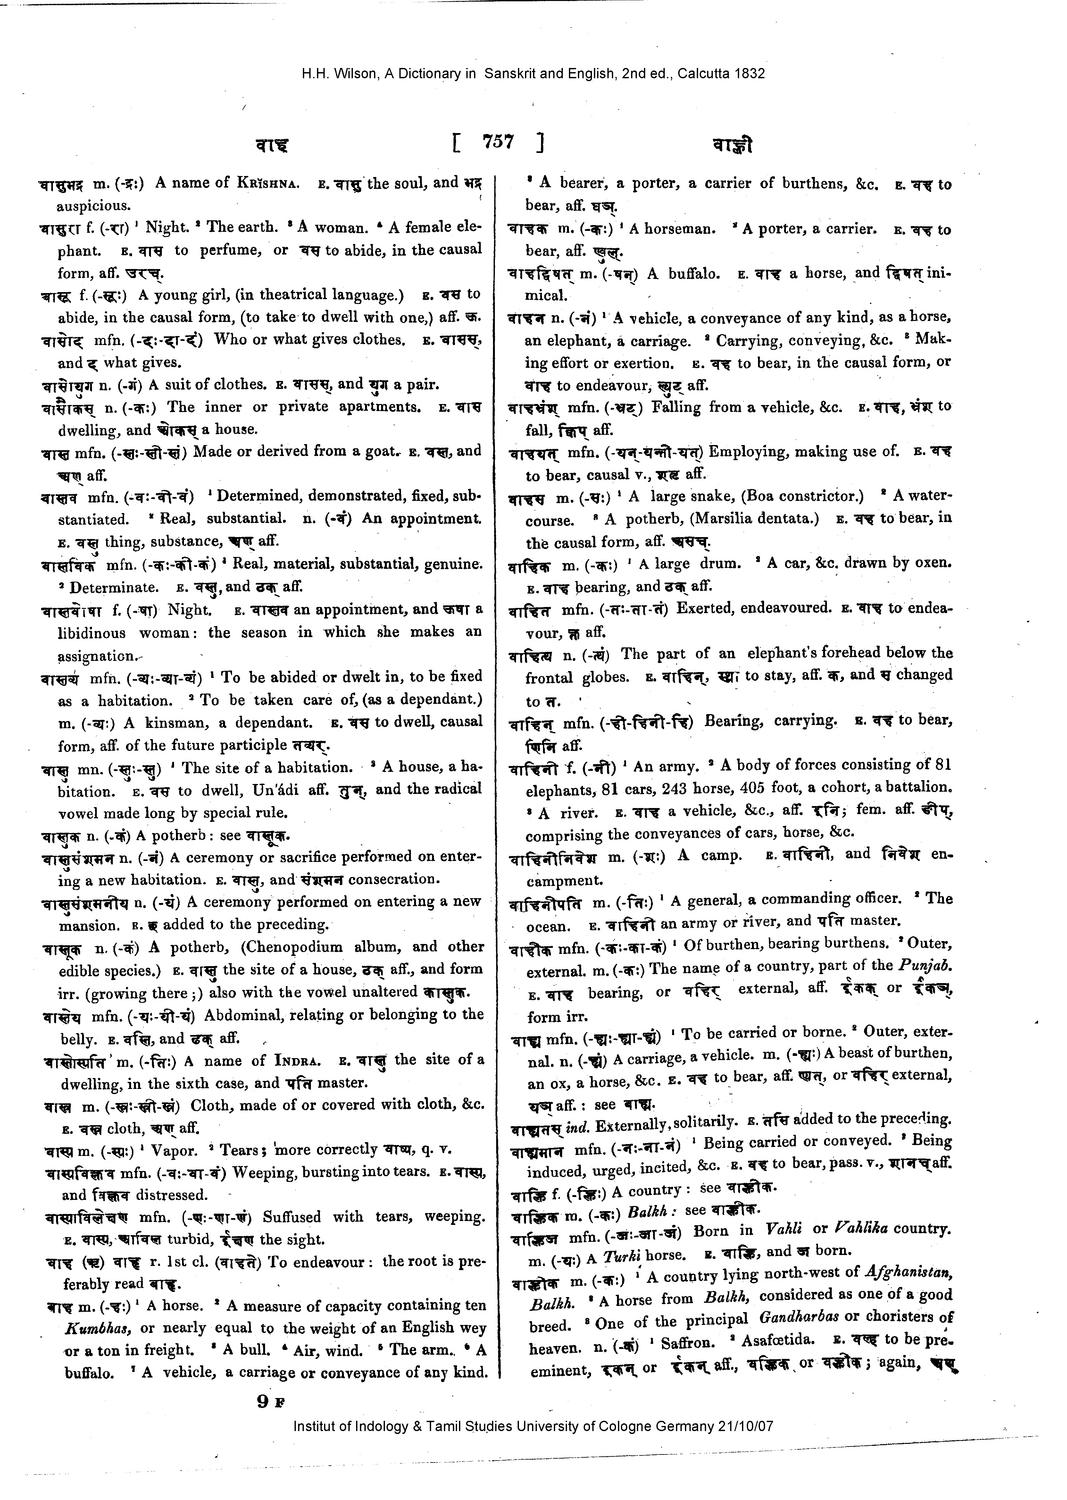 H.H. Wilson, A Dictionary in Sanskrit and English, 2nd ed., Calcutta 1832
वाह [ 757 ] वाह्ली
वासुभद्र m. (-द्रः) A name of KRISHNA. E. वासु the soul, and भद्र
auspicious.
वासुरा f. (-रा) ¹ Night. ² The earth. ³ A woman. ⁴ A female ele-
phant. E. वास to perfume, or वस to abide, in the causal
form, aff. उरच्.
वासू f. (-सूः) A young girl, (in theatrical language.) E. वस to
abide, in the causal form, (to take to dwell with one,) aff. ऊ.
वासोद mfn. (-दः-दा-दं) Who or what gives clothes. E. वासस्,
and द what gives.
वासोयुग n. (-गं) A suit of clothes. E. वासस्, and युग a pair.
वासौकस् n. (-कः) The inner or private apartments. E. वास
dwelling, and ओकस् a house.
वास्त mfn. (-स्तः-स्ती-स्तं) Made or derived from a goat. E. वस्त, and
अण् aff.
वास्तव mfn. (-वः-वी-वं) ¹ Determined, demonstrated, fixed, sub-
stantiated. ² Real, substantial. n. (-वं) An appointment.
E. वस्तु thing, substance, अण् aff.
वास्तविक mfn. (-कः-की-कं) ¹ Real, material, substantial, genuine.
² Determinate. E. वस्तु, and ठक् aff.
वास्तवोषा f. (-षा) Night. E. वास्तव an appointment, and ऊषा a
libidinous woman: the season in which she makes an
assignation.
वास्तव्य mfn. (-व्यः-व्या-व्यं) ¹ To be abided or dwelt in, to be fixed
as a habitation. ² To be taken care of, (as a dependant.)
m. (-व्यः) A kinsman, a dependant. E. वस to dwell, causal
form, aff. of the future participle तव्यत्.
वास्तु mn. (-स्तुः-स्तु) ¹ The site of a habitation. ² A house, a ha-
bitation. E. वस to dwell, Un'ádi aff. तुन्, and the radical
vowel made long by special rule.
वास्तुक n. (-कं) A potherb: see वास्तूक.
वास्तुसंशमन n. (-नं) A ceremony or sacrifice performed on enter-
ing a new habitation. E. वास्तु, and संशमन consecration.
वास्तुसंशमनीय n. (-यं) A ceremony performed on entering a new
mansion. E. छ added to the preceding.
वास्तूक n. (-कं) A potherb, (Chenopodium album, and other
edible species.) E. वास्तु the site of a house, ठक् aff., and form
irr. (growing there;) also with the vowel unaltered वास्तुक.
वास्तेय mfn. (-यः-यी-यं) Abdominal, relating or belonging to the
belly. E. वस्ति, and ढक् aff.
वास्तोष्पति m. (-तिः) A name of INDRA. E. वास्तु the site of a
dwelling, in the sixth case, and पति master.
वास्त्र m. (-स्त्रः-स्त्री-स्त्रं) Cloth, made of or covered with cloth, &c.
E. वस्त्र cloth, अण् aff.
वास्प m. (-स्पः) ¹ Vapor. ² Tears; more correctly वाष्प, q. v.
वास्पविक्लव mfn. (-वः-वा-वं) Weeping, bursting into tears. E. वास्प,
and विक्लव distressed.
वास्पाविलेक्षण mfn. (-णः-णा-णं) Suffused with tears, weeping.
E. वास्प, आविल turbid, ईक्षण the sight.
वाह (ऋ) वाहृ r. 1st cl. (वाहते) To endeavour: the root is pre-
ferably read बाहृ.
वाह m. (-हः) ¹ A horse. ² A measure of capacity containing ten
Kumbhas, or nearly equal to the weight of an English wey
or a ton in freight. ³ A bull. ⁴ Air, wind. ⁵ The arm. ⁶ A
buffalo. ⁷ A vehicle, a carriage or conveyance of any kind.
9 F
⁸ A bearer, a porter, a carrier of burthens, &c. E. वह to
bear, aff. घञ्.
वाहक m. (-कः) ¹ A horseman. ² A porter, a carrier. E. वह to
bear, aff. ण्वुल्.
वाहद्विषत् m. (-षन्) A buffalo. E. वाह a horse, and द्विषत् ini-
mical.
वाहन n. (-नं) ¹ A vehicle, a conveyance of any kind, as a horse,
an elephant, a carriage. ² Carrying, conveying, &c. ³ Mak-
ing effort or exertion. E. वह to bear, in the causal form, or
वाह to endeavour, ल्युट् aff.
वाहभ्रंश् mfn. (-भ्रट्) Falling from a vehicle, &c. E. वाह, भ्रंश् to
fall, क्विप् aff.
वाहयत् mfn. (-यन्-यन्ती-यत्) Employing, making use of. E. वह
to bear, causal v., शतृ aff.
वाहस m. (-सः) ¹ A large snake, (Boa constrictor.) ² A water-
course. ³ A potherb, (Marsilia dentata.) E. वह to bear, in
the causal form, aff. असच्.
वाहिक m. (-कः) ¹ A large drum. ² A car, &c. drawn by oxen.
E. वाह bearing, and ठक् aff.
वाहित mfn. (-तः-ता-तं) Exerted, endeavoured. E. वाह to endea-
vour, क्त aff.
वाहित्थ n. (-त्थं) The part of an elephant's forehead below the
frontal globes. E. वाहिन्, स्था to stay, aff. क, and स changed
to त.
वाहिन् mfn. (-ही-हिनी-हि) Bearing, carrying. E. वह to bear,
णिनि aff.
वाहिनी f. (-नी) ¹ An army. ² A body of forces consisting of 81
elephants, 81 cars, 243 horse, 405 foot, a cohort, a battalion.
³ A river. E. वाह a vehicle, &c., aff. इनि; fem. aff. ङीप्,
comprising the conveyances of cars, horse, &c.
वाहिनीनिवेश m. (-शः) A camp. E. वाहिनी, and निवेश en-
campment.
वाहिनीपति m. (-तिः) ¹ A general, a commanding officer. ² The
ocean. E. वाहिनी an army or river, and पति master.
वाहीक mfn. (-कः-का-कं) ¹ Of burthen, bearing burthens. ² Outer,
external. m. (-कः) The name of a country, part of the Punjab.
E. वाह bearing, or वहिर् external, aff. ईकक् or ईकञ्,
form irr.
वाह्य mfn. (-ह्यः-ह्या-ह्यं) ¹ To be carried or borne. ² Outer, exter-
nal. n. (-ह्यं) A carriage, a vehicle. m. (-ह्यः) A beast of burthen,
an ox, a horse, &c. E. वह to bear, aff. ण्यत्, or वहिर् external,
यञ् aff.: see बाह्य.
वाह्यतस् ind. Externally, solitarily. E. तसि added to the preceding.
वाह्यमान mfn. (-नः-ना-नं) ¹ Being carried or conveyed. ² Being
induced, urged, incited, &c. E. वह to bear, pass. v., शानच् aff.
वाह्लि f. (-ह्लिः) A country: see वाह्लीक.
वाह्लिक m. (-कः) Balkh: see वाह्लीक.
वाह्लिज mfn. (-जः-जा-जं) Born in Vahli or Vahlika country.
m. (-यः) A Turki horse. E. वाह्लि, and ज born.
वाह्लीक m. (-कः) ¹ A country lying north-west of Afghanistan,
Balkh. ² A horse from Balkh, considered as one of a good
breed. ³ One of the principal Gandharbas or choristers of
heaven. n. (-कं) ¹ Saffron. ² Asafœtida. E. वल्ह to be pre-
eminent, इकन् or ईकन् aff., वह्लिक or वह्लीक; again, अण्
Institut of Indology & Tamil Studies University of Cologne Germany 21/10/07